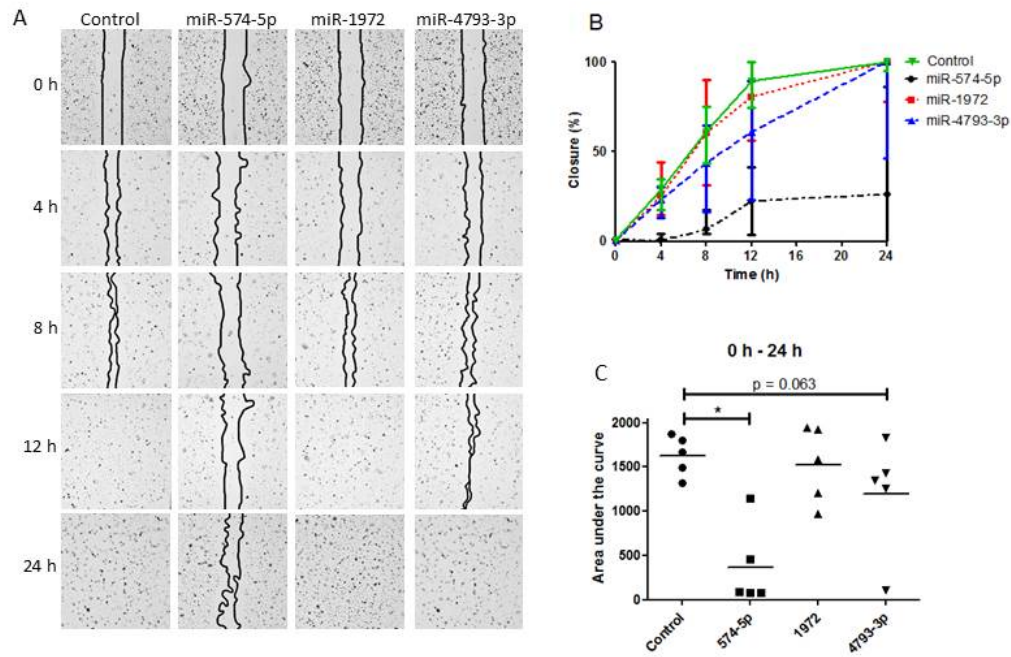 A
Control miR-574-5p miR-1972 miR-4793-3p
0 h
4 h
8 h
12 h
24 h
B
100
50
0
Closure (%)
0 4 8 12 16 20 24
Time (h)
Control
miR-574-5p
miR-1972
miR-4793-3p
0 h - 24 h
C
p = 0.063
*
2000
1500
1000
500
0
Area under the curve
Control 574-5p 1972 4793-3p